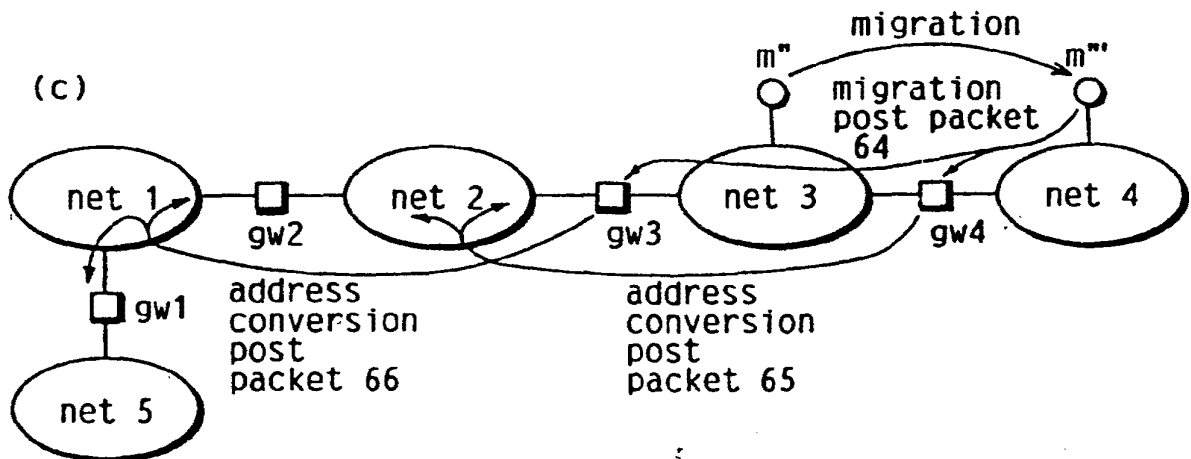 migration
m"
m"'
(c)
migration
post packet
64
net 1
gw2
net 2
gw3
net 3
gw4
net 4
gw1
address
conversion
post
packet 66
address
conversion
post
packet 65
net 5